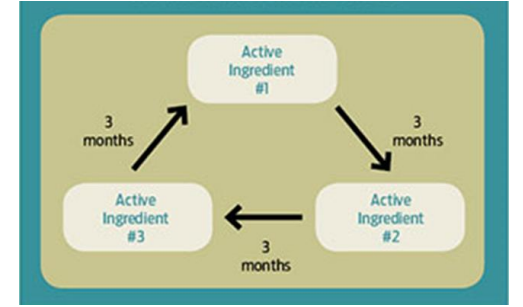 Active
Ingredient
#1
3
months
3
months
Active
Ingredient
#3
Active
Ingredient
#2
3
months